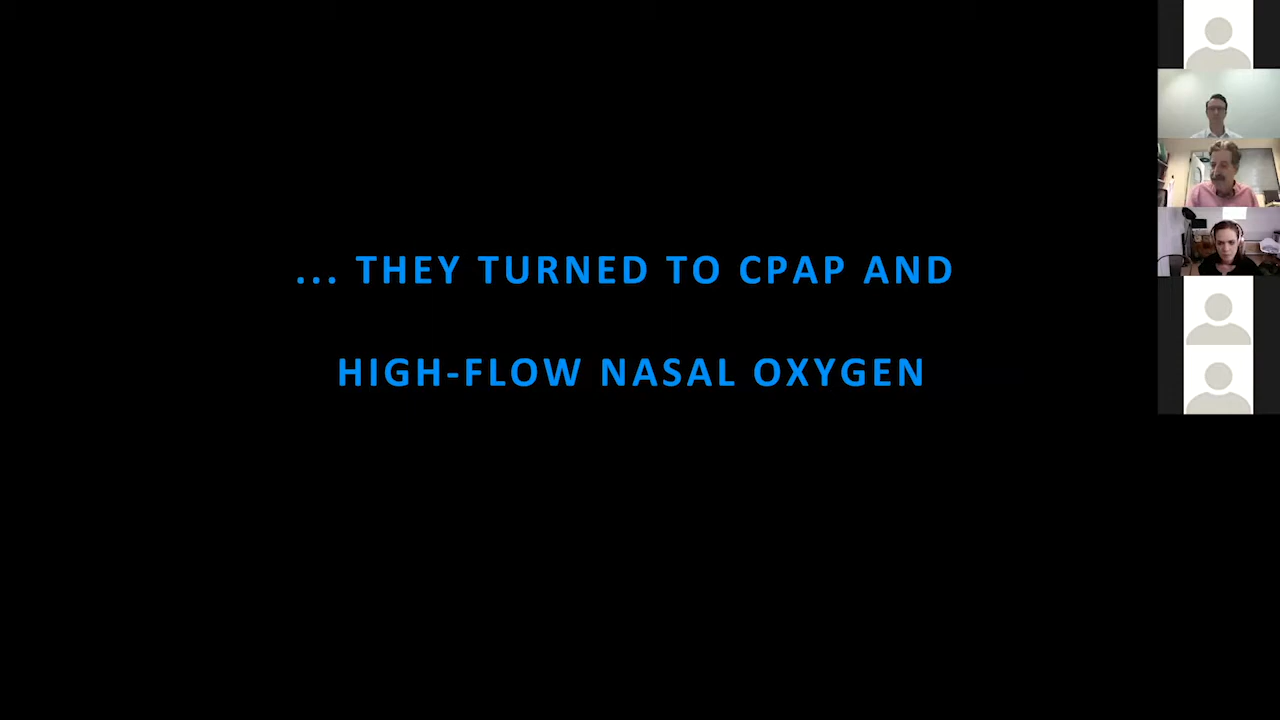 ... THEY TURNED TO CPAP AND
HIGH-FLOW NASAL OXYGEN